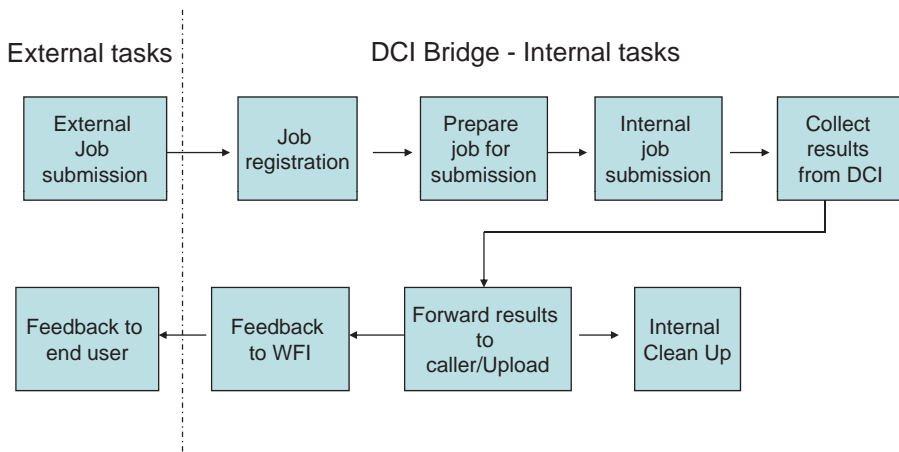 External tasks
DCI Bridge - Internal tasks
External
Job
submission
Job
registration
Prepare
job for
submission
Internal
job
submission
Collect
results
from DCI
Feedback to
end user
Feedback
to WFI
Forward results
to
caller/Upload
Internal
Clean Up